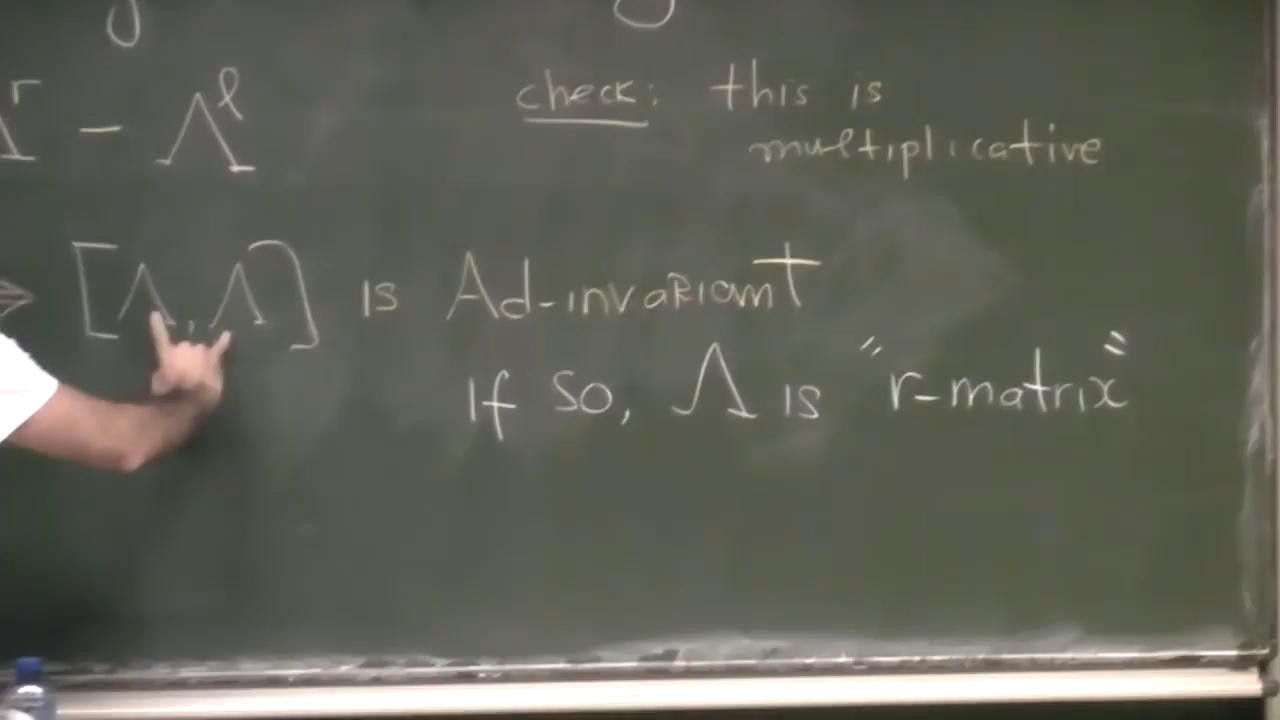 Λʳ − Λˡ
check: this is
multiplicative
⇒ [Λ, Λ] is Ad-invariant
If so, Λ is "r-matrix"